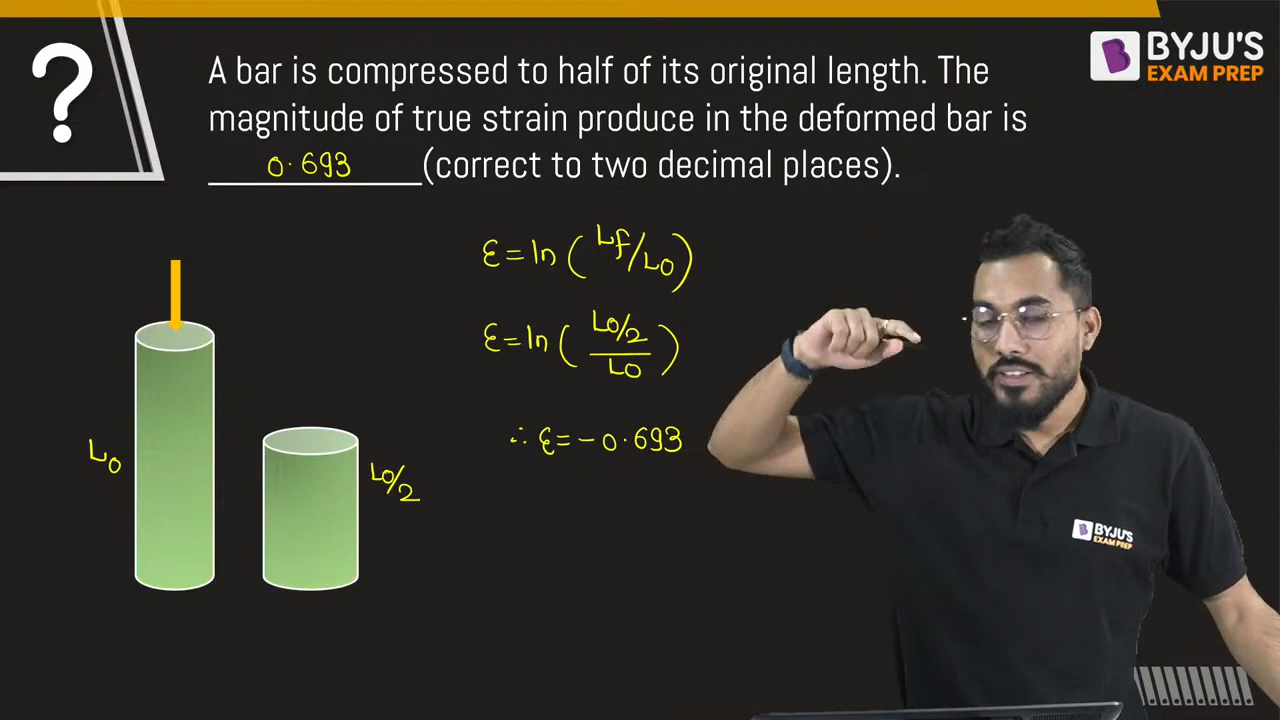 ?
A bar is compressed to half of its original length. The
magnitude of true strain produce in the deformed bar is
0.693 (correct to two decimal places).
BYJU'S
EXAM PREP
ε = ln (Lf/L0)
ε = ln (L0/2 / L0)
∴ ε = -0.693
L0
L0/2
BYJU'S
EXAM PREP